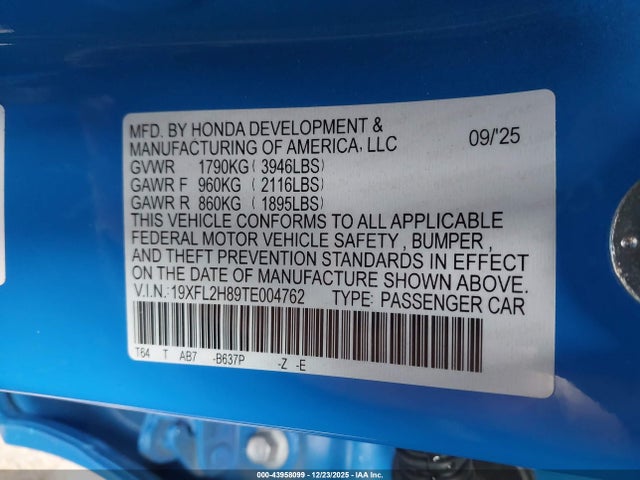 MFD. BY HONDA DEVELOPMENT & 09/'25
MANUFACTURING OF AMERICA, LLC
GVWR 1790KG ( 3946LBS)
GAWR F 960KG ( 2116LBS)
GAWR R 860KG ( 1895LBS)
THIS VEHICLE CONFORMS TO ALL APPLICABLE
FEDERAL MOTOR VEHICLE SAFETY , BUMPER ,
AND THEFT PREVENTION STANDARDS IN EFFECT
ON THE DATE OF MANUFACTURE SHOWN ABOVE.
V.I.N.:19XFL2H89TE004762 TYPE: PASSENGER CAR
T64 T AB7 -B637P -Z -E
00-43958099 | 12/23/2025 | IAA Corp.